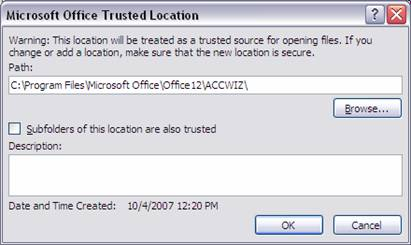 Microsoft Office Trusted Location
Warning: This location will be treated as a trusted source for opening files. If you
change or add a location, make sure that the new location is secure.
Path:
C:\Program Files\Microsoft Office\Office12\ACCWIZ\
Browse...
Subfolders of this location are also trusted
Description:
Date and Time Created: 10/4/2007 12:20 PM
OK Cancel